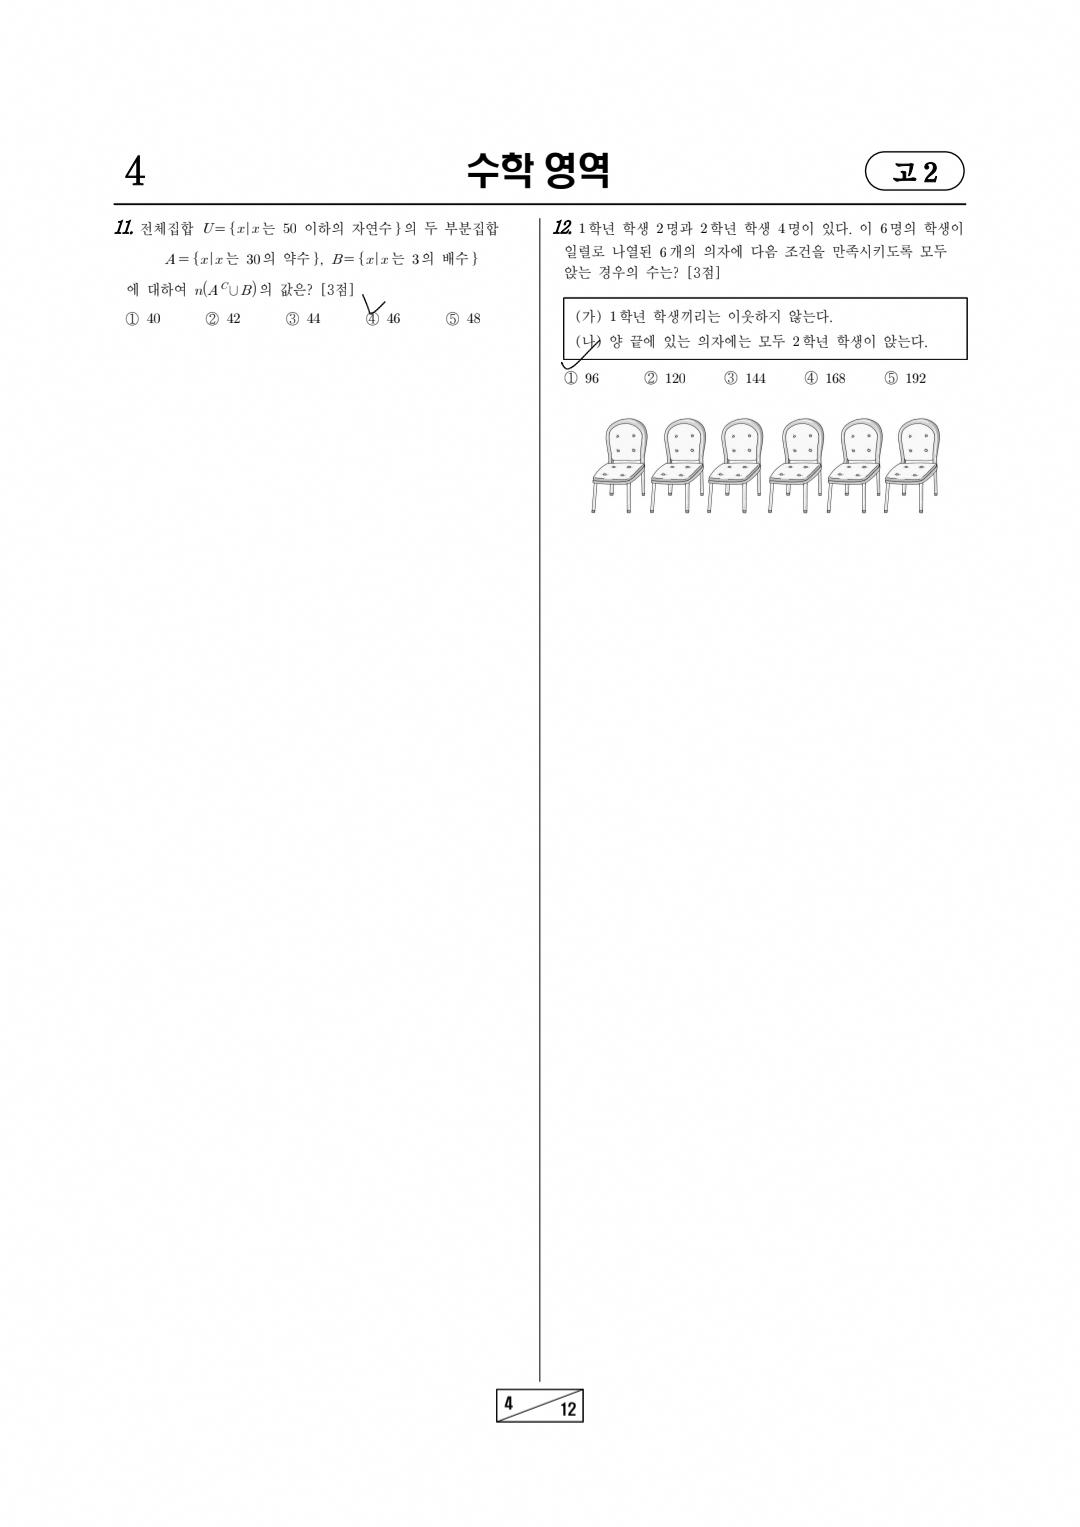 4
수학 영역
고 2
11. 전체집합 U={x|x는 50 이하의 자연수}의 두 부분집합
A={x|x는 30의 약수}, B={x|x는 3의 배수}
에 대하여 n(A^C∪B)의 값은? [3점]
① 40 ② 42 ③ 44 ④ 46 ⑤ 48
12. 1학년 학생 2명과 2학년 학생 4명이 있다. 이 6명의 학생이
일렬로 나열된 6개의 의자에 다음 조건을 만족시키도록 모두
앉는 경우의 수는? [3점]
(가) 1학년 학생끼리는 이웃하지 않는다.
(나) 양 끝에 있는 의자에는 모두 2학년 학생이 앉는다.
① 96 ② 120 ③ 144 ④ 168 ⑤ 192
4
12